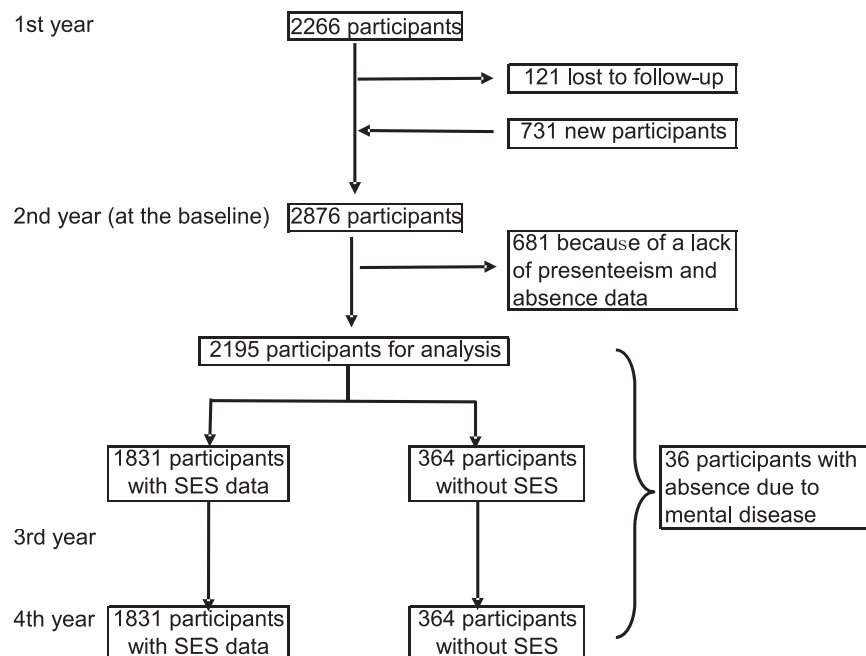 1st year
2266 participants
121 lost to follow-up
731 new participants
2nd year (at the baseline)
2876 participants
681 because of a lack
of presenteeism and
absence data
2195 participants for analysis
1831 participants
with SES data
364 participants
without SES
36 participants with
absence due to
mental disease
3rd year
4th year
1831 participants
with SES data
364 participants
without SES